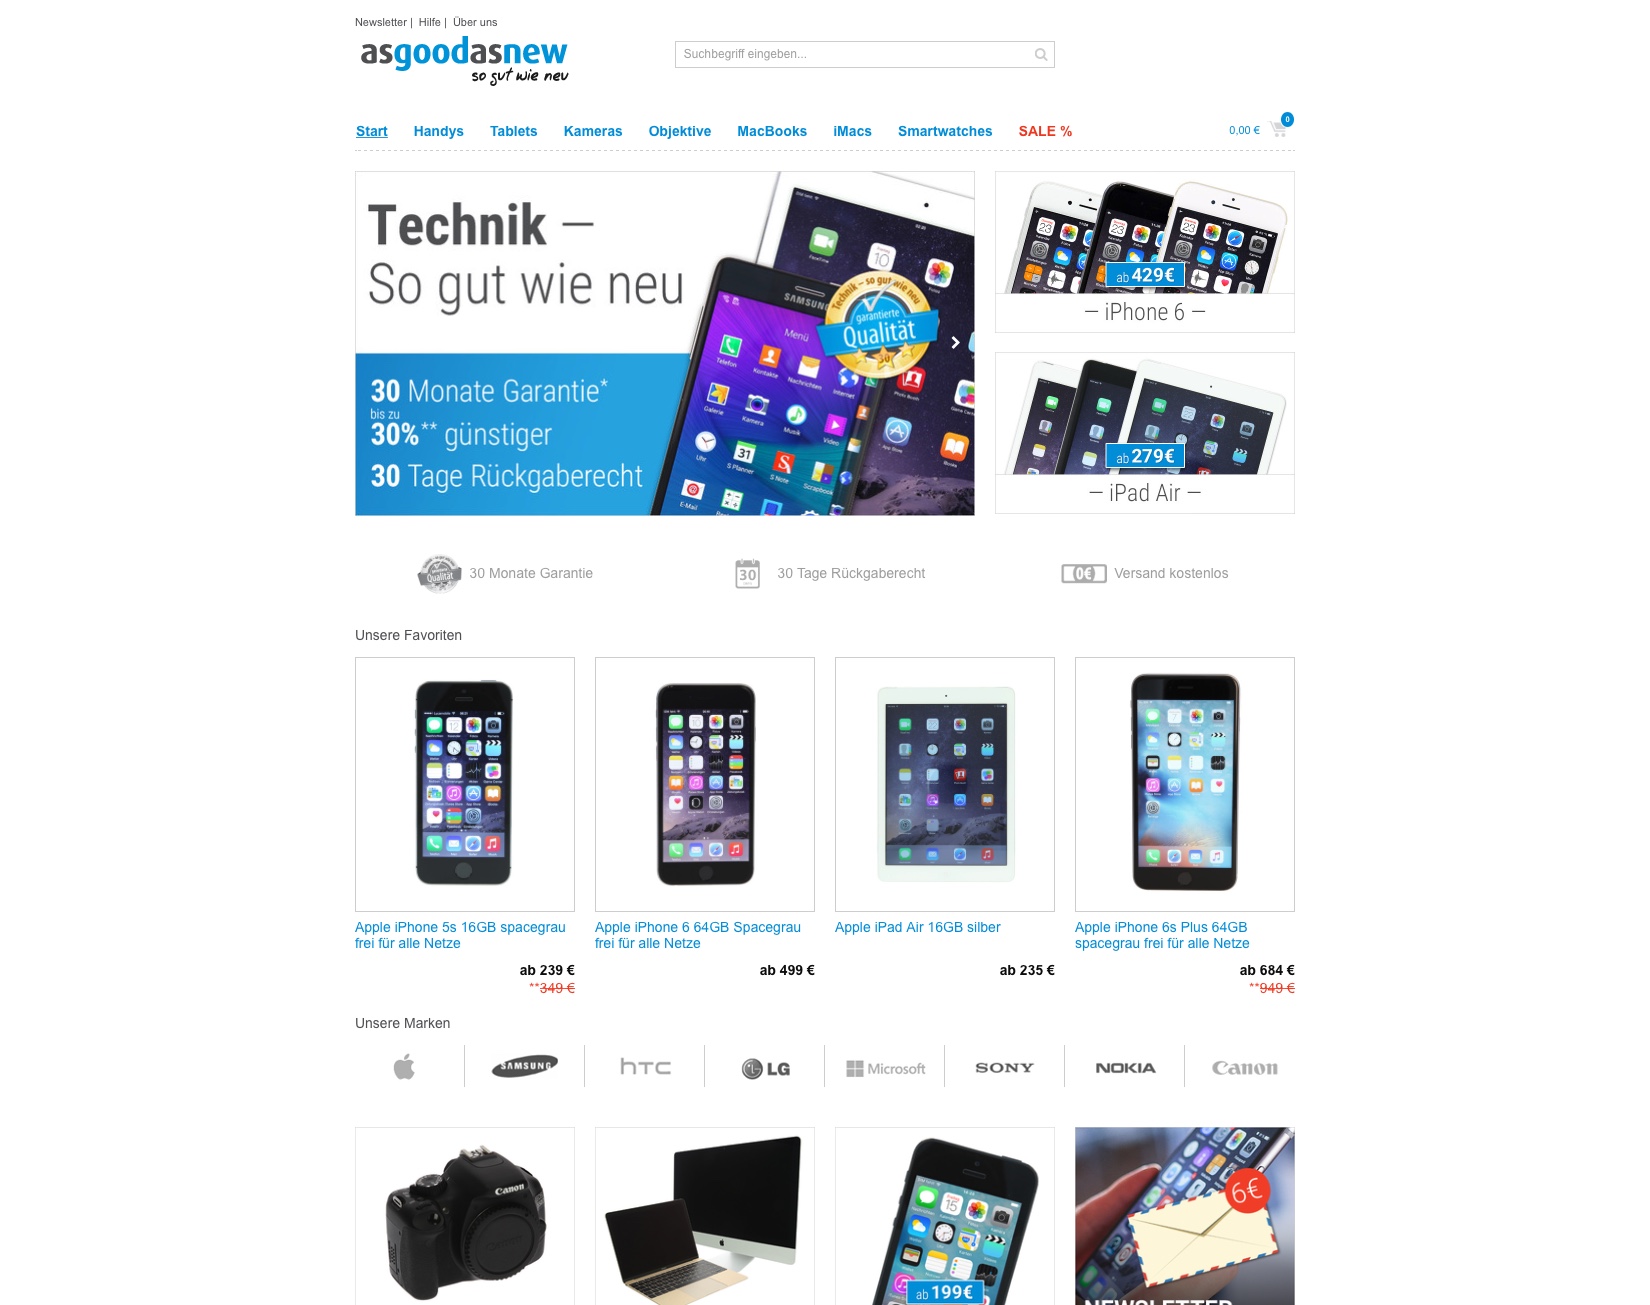 Newsletter | Hilfe | Über uns
asgoodasnew
so gut wie neu
Suchbegriff eingeben...
Start Handys Tablets Kameras Objektive MacBooks iMacs Smartwatches SALE %
0,00 €
0
Technik –
So gut wie neu
SAMSUNG
Menü
Technik – so gut wie neu
garantierte
Qualität
30
30 Monate Garantie*
bis zu
30%** günstiger
30 Tage Rückgaberecht
ab 429€
– iPhone 6 –
ab 279€
– iPad Air –
30 Monate Garantie
30
30 Tage Rückgaberecht
0€
Versand kostenlos
Unsere Favoriten
Apple iPhone 5s 16GB spacegrau
frei für alle Netze
ab 239 €
**349 €
Apple iPhone 6 64GB Spacegrau
frei für alle Netze
ab 499 €
Apple iPad Air 16GB silber
ab 235 €
Apple iPhone 6s Plus 64GB
spacegrau frei für alle Netze
ab 684 €
**949 €
Unsere Marken
SAMSUNG
hTC
LG
Microsoft
SONY
NOKIA
Canon
Canon
ab 199€
6€
NEWSLETTER